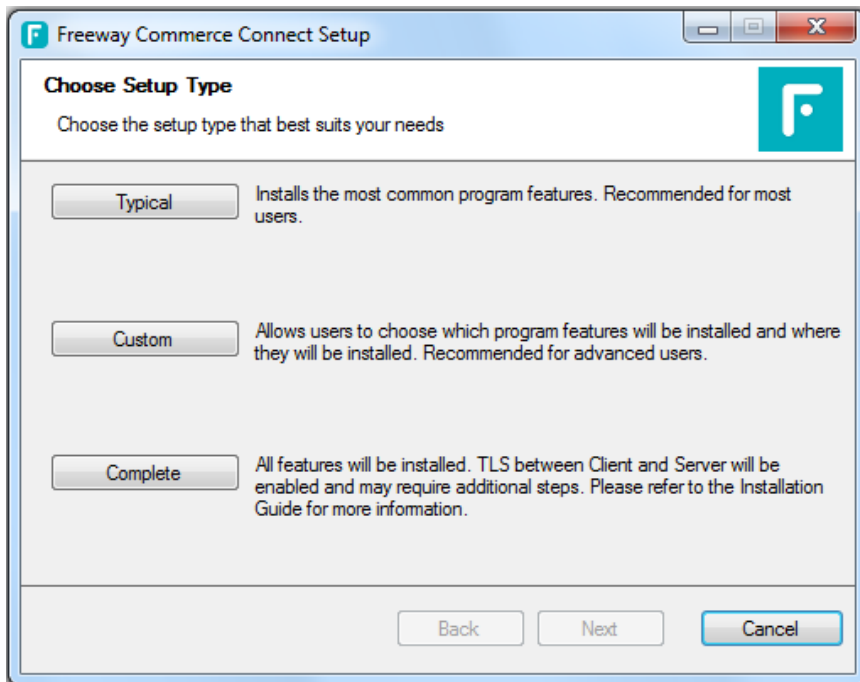 Freeway Commerce Connect Setup
Choose Setup Type
Choose the setup type that best suits your needs
Typical
Installs the most common program features. Recommended for most
users.
Custom
Allows users to choose which program features will be installed and where
they will be installed. Recommended for advanced users.
Complete
All features will be installed. TLS between Client and Server will be
enabled and may require additional steps. Please refer to the Installation
Guide for more information.
Back
Next
Cancel